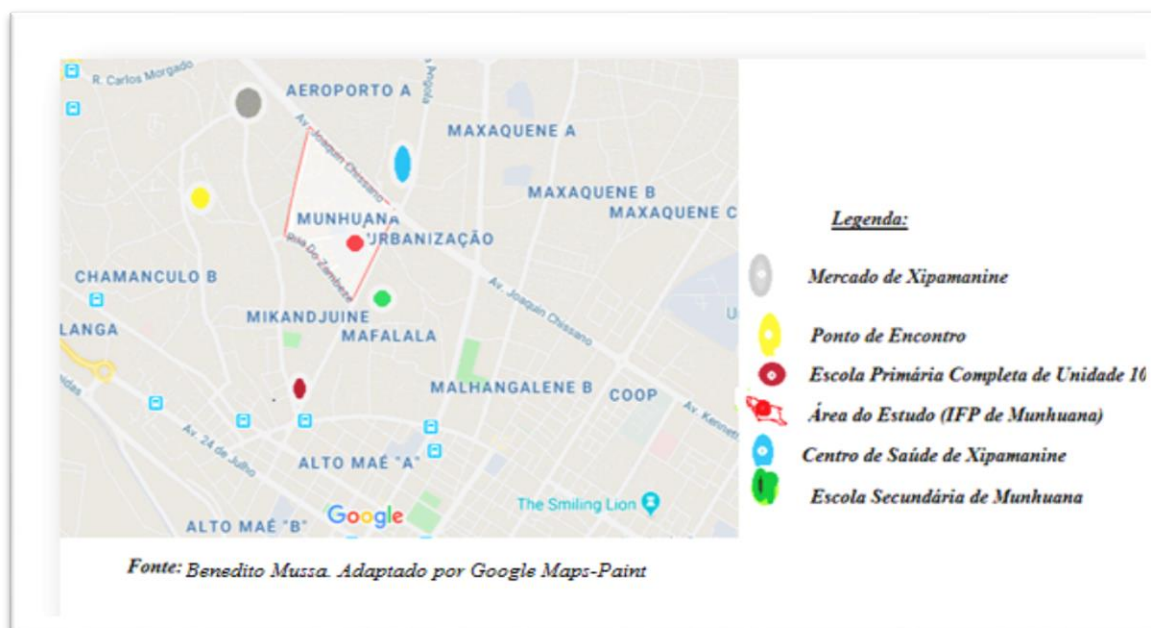 R. Carlos Morgado
AEROPORTO A
Angola
MAXAQUENE A
Av. Joaquin Chissano
MAXAQUENE B
MAXAQUENE C
MUNHUANA
URBANIZAÇÃO
Rua Do Zambeze
CHAMANCULO B
Av. Joaquin Chissano
MIKANDJUINE
LANGA
MAFALALA
MALHANGALENE B
COOP
Av. Kenneth
Av. 24 de Julho
ALTO MAÉ "A"
The Smiling Lion
Google
ALTO MAÉ "B"
Legenda:
Mercado de Xipamanine
Ponto de Encontro
Escola Primária Completa de Unidade 10
Área do Estudo (IFP de Munhuana)
Centro de Saúde de Xipamanine
Escola Secundária de Munhuana
Fonte: Benedito Mussa. Adaptado por Google Maps-Paint